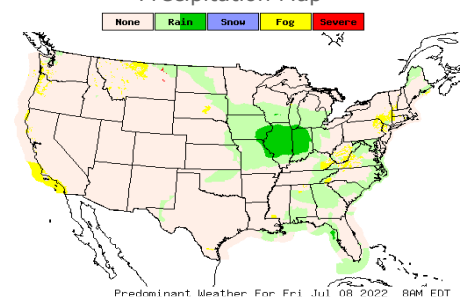 Precipitation Map
None Rain Snow Fog Severe
Predominant Weather For Fri Jul 08 2022 8AM EDT